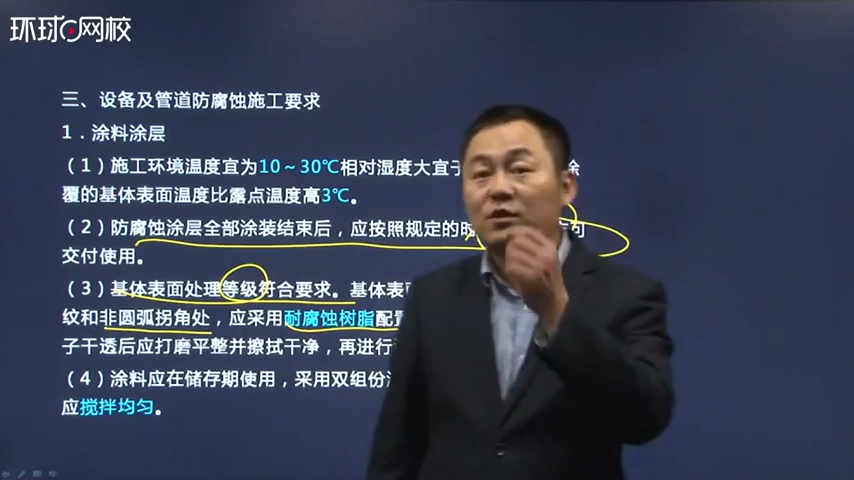 环球网校
三、设备及管道防腐蚀施工要求
1．涂料涂层
（1）施工环境温度宜为10～30℃相对湿度大宜于
覆的基体表面温度比露点温度高3℃。
（2）防腐蚀涂层全部涂装结束后，应按照规定的
交付使用。
（3）基体表面处理等级符合要求。基体表
纹和非圆弧拐角处，应采用耐腐蚀树脂配
子干透后应打磨平整并擦拭干净，再进行
（4）涂料应在储存期使用，采用双组份
应搅拌均匀。